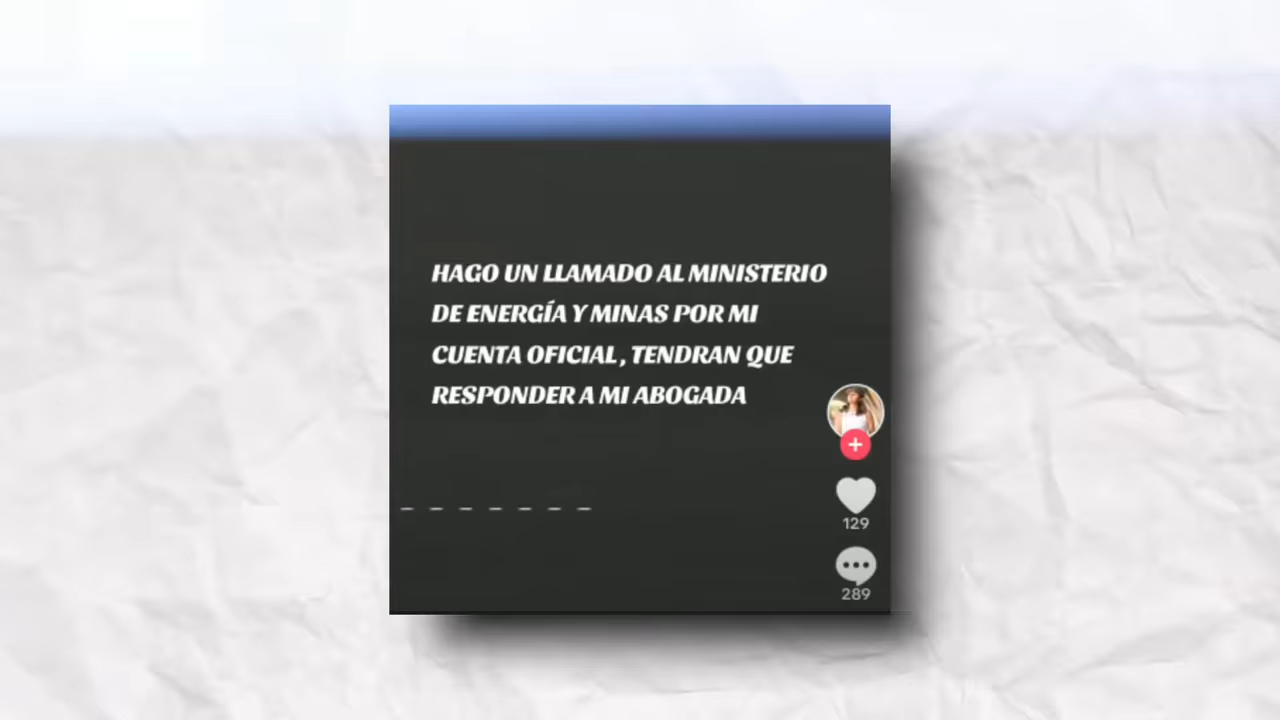 HAGO UN LLAMADO AL MINISTERIO
DE ENERGÍA Y MINAS POR MI
CUENTA OFICIAL, TENDRAN QUE
RESPONDER A MI ABOGADA
129
289